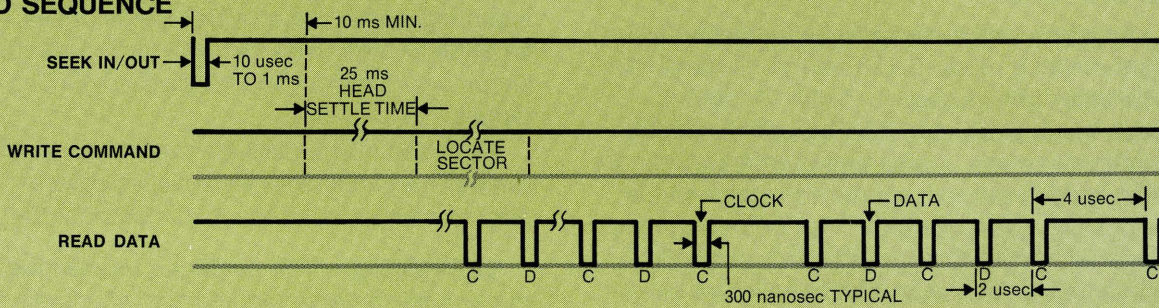 SEQUENCE
10 ms MIN.
SEEK IN/OUT
10 usec
TO 1 ms
25 ms
HEAD
SETTLE TIME
WRITE COMMAND
LOCATE
SECTOR
CLOCK
DATA
4 usec
READ DATA
C D C D C C D C D C C
2 usec
300 nanosec TYPICAL